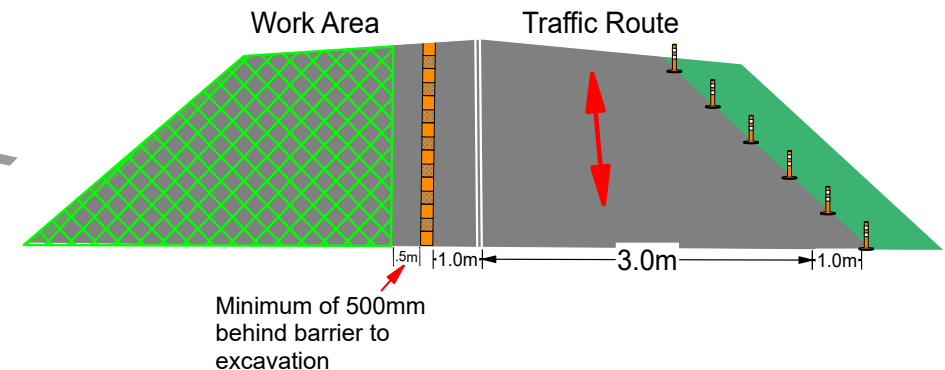 Work Area
Traffic Route
.5m
1.0m
3.0m
1.0m
Minimum of 500mm
behind barrier to
excavation